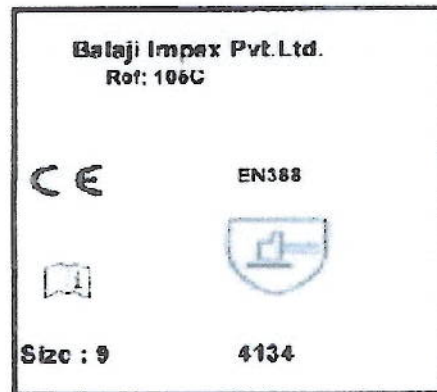 Balaji Impex Pvt.Ltd.
Ref: 106C
CE
EN388
Size : 9
4134